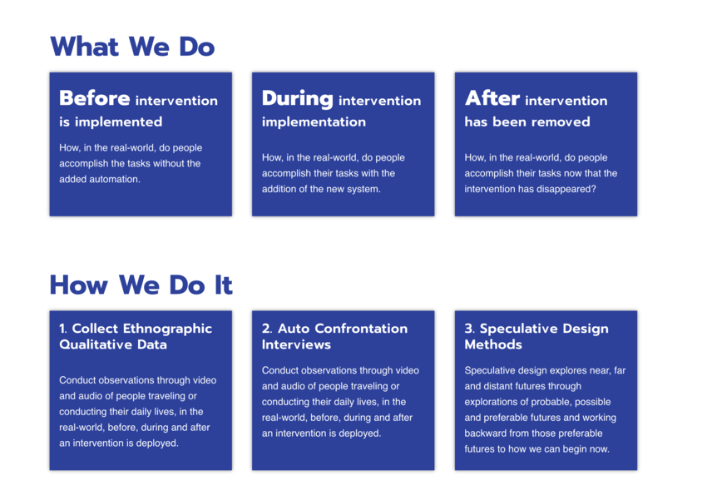 What We Do
Before intervention
is implemented
How, in the real-world, do people
accomplish the tasks without the
added automation.
During intervention
implementation
How, in the real-world, do people
accomplish their tasks with the
addition of the new system.
After intervention
has been removed
How, in the real-world, do people
accomplish their tasks now that the
intervention has disappeared?
How We Do It
1. Collect Ethnographic
Qualitative Data
Conduct observations through video
and audio of people traveling or
conducting their daily lives, in the
real-world, before, during and after
an intervention is deployed.
2. Auto Confrontation
Interviews
Conduct observations through video
and audio of people traveling or
conducting their daily lives, in the
real-world, before, during and after
an intervention is deployed.
3. Speculative Design
Methods
Speculative design explores near, far
and distant futures through
explorations of probable, possible
and preferable futures and working
backward from those preferable
futures to how we can begin now.